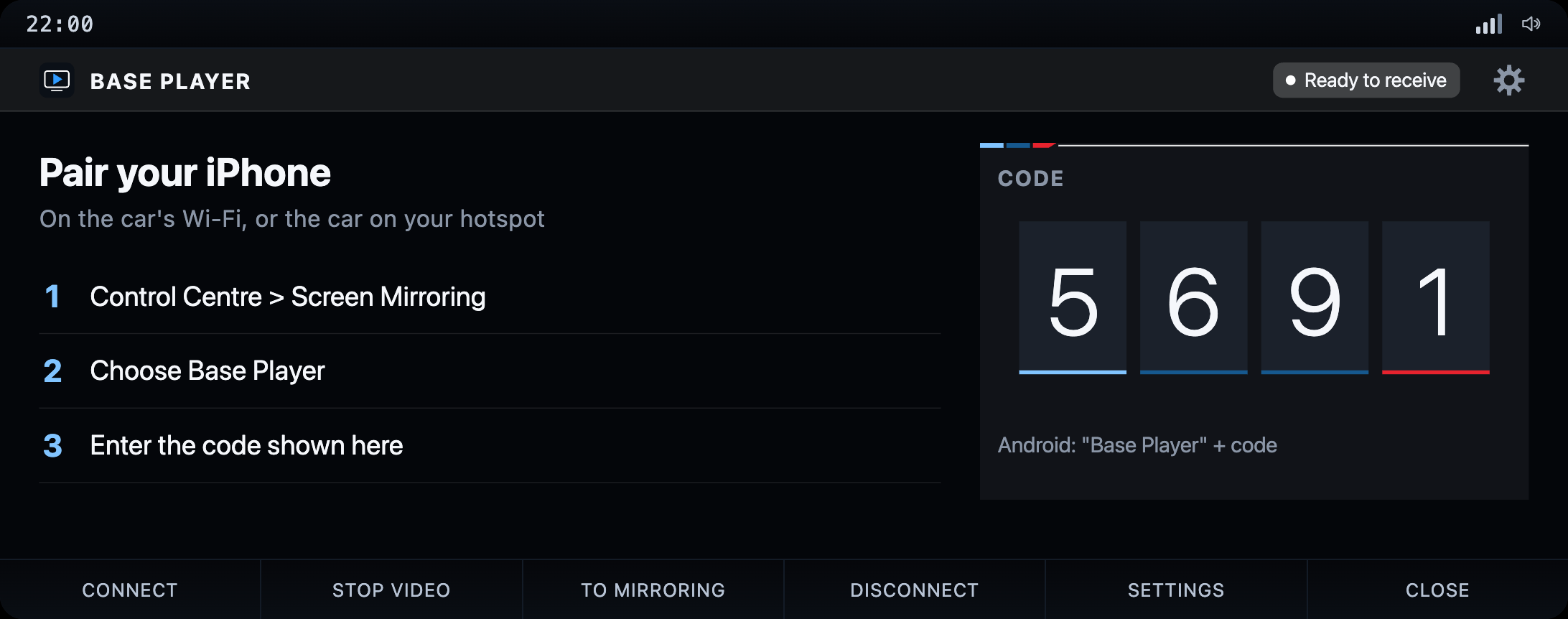 22:00
BASE PLAYER
Ready to receive
Pair your iPhone
On the car's Wi-Fi, or the car on your hotspot
1 Control Centre > Screen Mirroring
2 Choose Base Player
3 Enter the code shown here
CODE
5 6 9 1
Android: "Base Player" + code
CONNECT STOP VIDEO TO MIRRORING DISCONNECT SETTINGS CLOSE